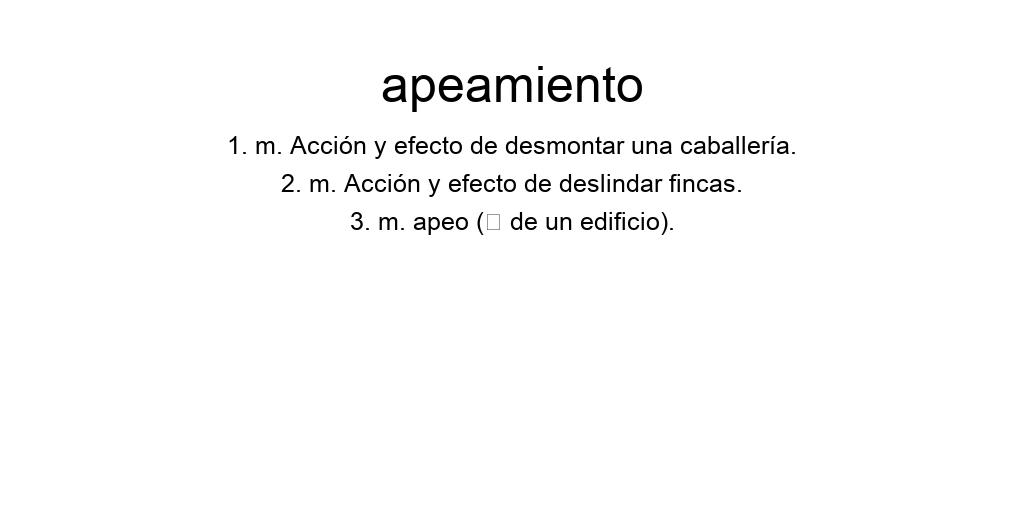 apeamiento
1. m. Acción y efecto de desmontar una caballería.
2. m. Acción y efecto de deslindar fincas.
3. m. apeo (□ de un edificio).